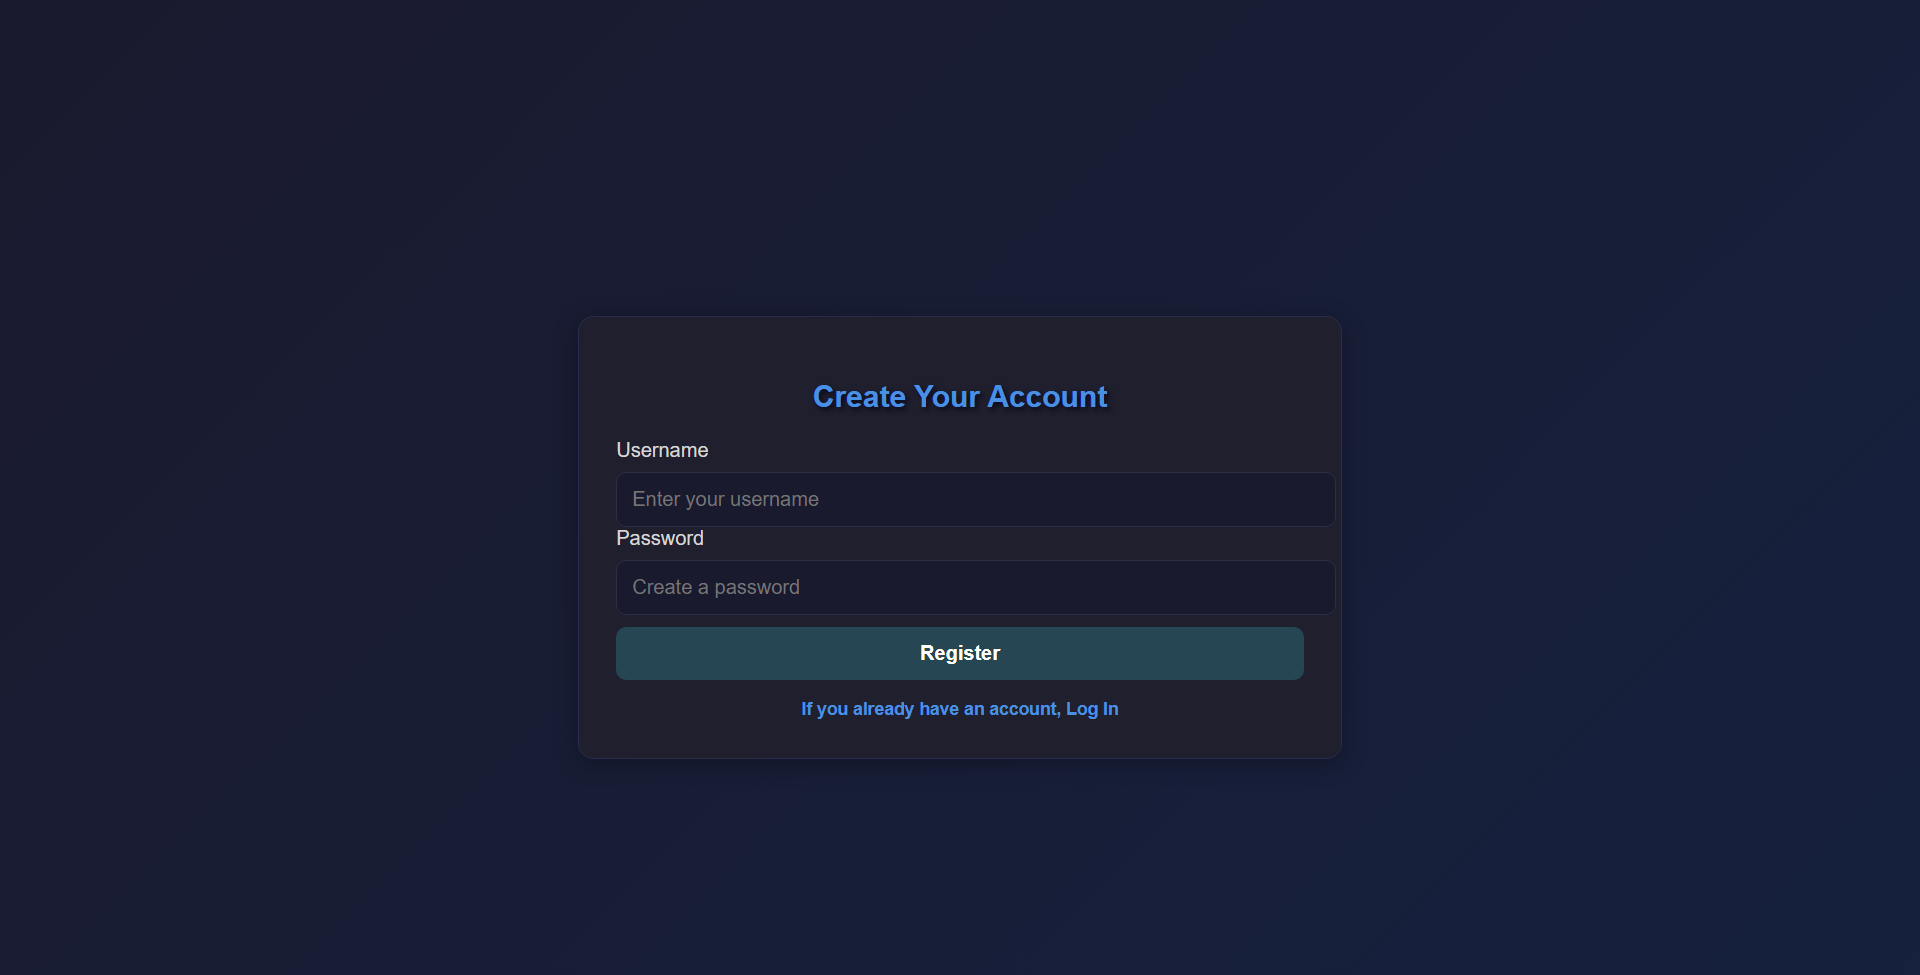 Create Your Account
Username
Enter your username
Password
Create a password
Register
If you already have an account, Log In